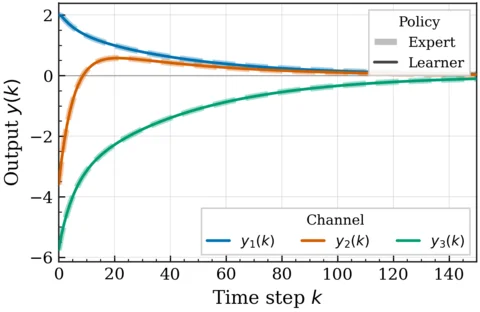 Output y(k)
2
0
−2
−4
−6
0 20 40 60 80 100 120 140
Time step k
Policy
Expert
Learner
Channel
y₁(k) y₂(k) y₃(k)